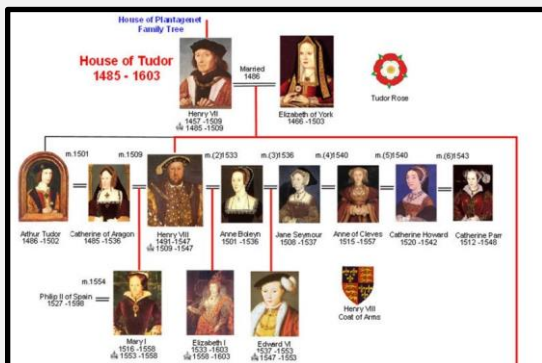 House of Plantagenet
Family Tree
House of Tudor
1485 - 1603
Married
1486
Henry VII
1457 -1509
1485 -1509
Elizabeth of York
1466 -1503
Tudor Rose
m.1501
m.1509
m.(2)1533
m.(3)1536
m.(4)1540
m.(5)1540
m.(6)1543
Arthur Tudor
1486 -1502
Catherine of Aragon
1485 -1536
Henry VIII
1491-1547
1509 -1547
Anne Boleyn
1501 -1536
Jane Seymour
1508 -1537
Anne of Cleves
1515 -1557
Catherine Howard
1520 -1542
Catherine Parr
1512 -1548
m.1554
Philip II of Spain
1527 -1598
Mary I
1516 -1558
1553 -1558
Elizabeth I
1533 -1603
1558 -1603
Edward VI
1537 -1553
1547 -1553
Henry VIII
Coat of Arms